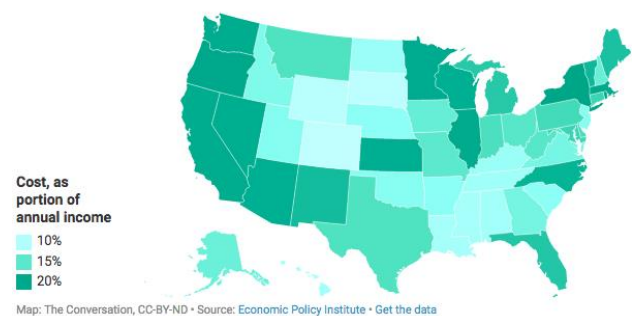 Cost, as
portion of
annual income
10%
15%
20%
Map: The Conversation, CC-BY-ND • Source: Economic Policy Institute • Get the data